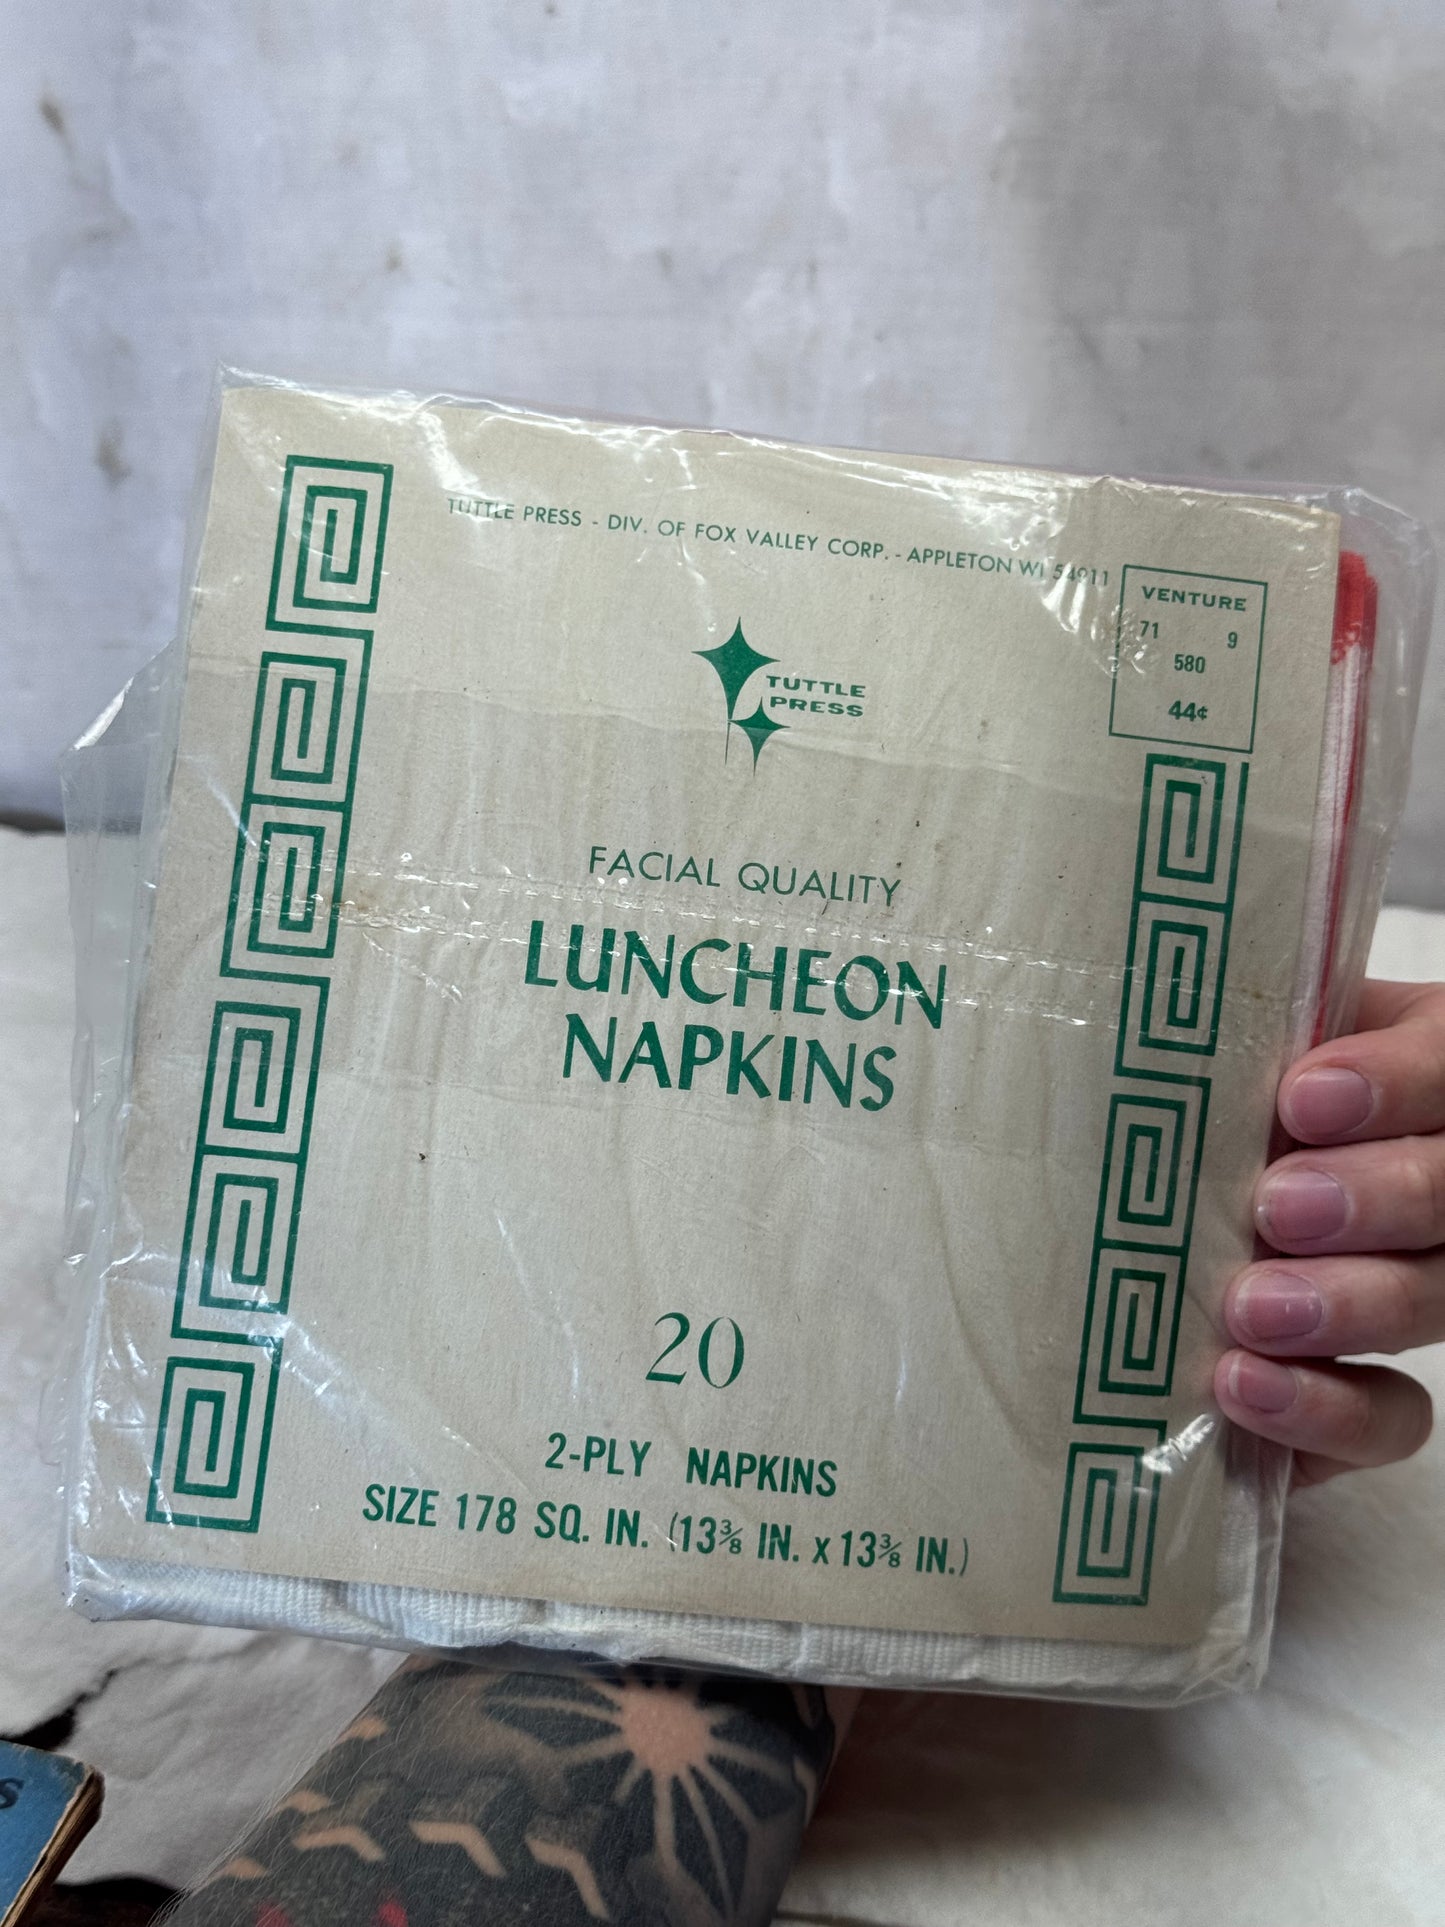 TUTTLE PRESS - DIV. OF FOX VALLEY CORP. - APPLETON WI 54911
VENTURE
71 9
580
44¢
TUTTLE
PRESS
FACIAL QUALITY
LUNCHEON
NAPKINS
20
2-PLY NAPKINS
SIZE 178 SQ. IN. (13⅜ IN. x 13⅜ IN.)
S